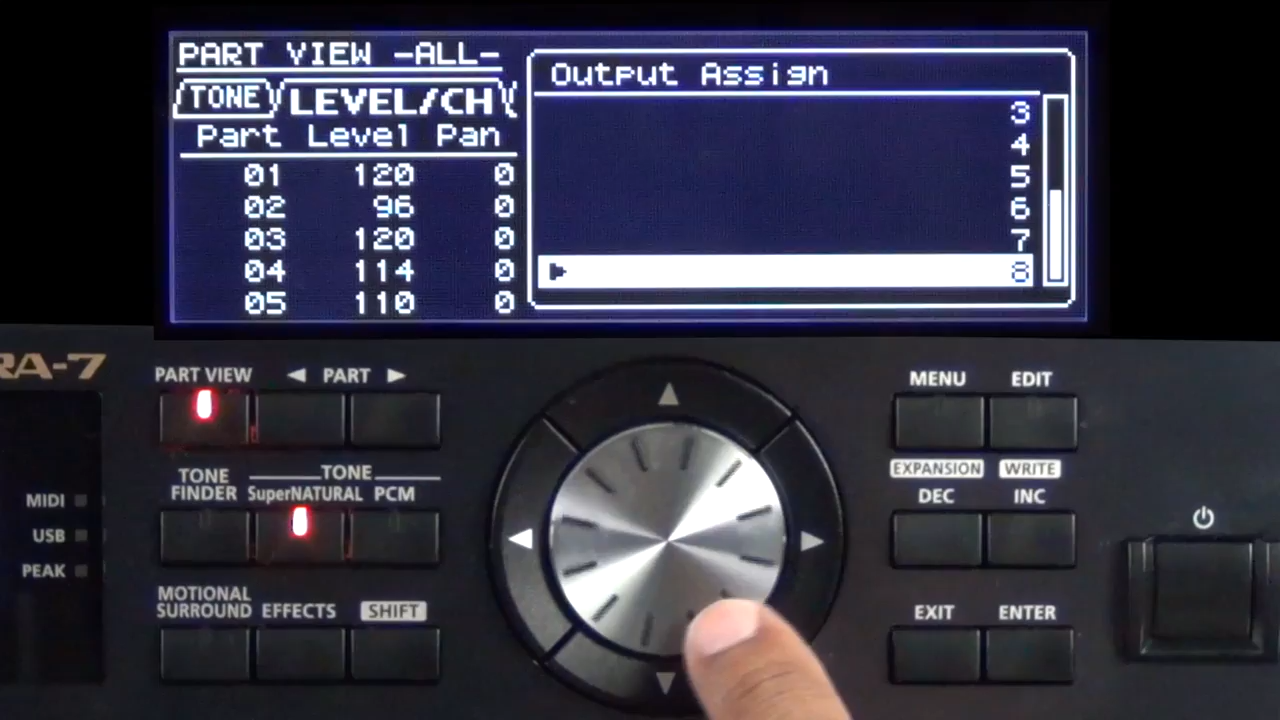 PART VIEW -ALL-
TONE LEVEL/CH
Part Level Pan
01 120 0
02 96 0
03 120 0
04 114 0
05 110 0
Output Assign
3
4
5
6
7
8
RA-7
PART VIEW
PART
MENU
EDIT
TONE FINDER
TONE
SuperNATURAL
PCM
EXPANSION
WRITE
DEC
INC
MIDI
USB
PEAK
MOTIONAL
SURROUND
EFFECTS
SHIFT
EXIT
ENTER